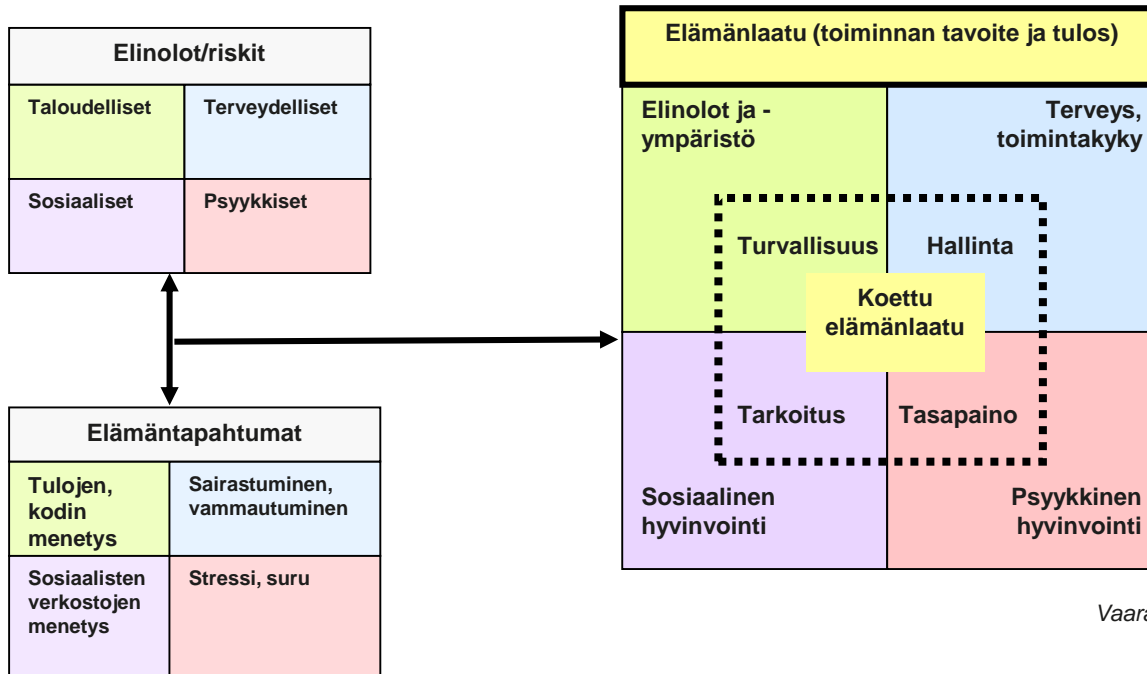 Elinolot/riskit
Taloudelliset
Terveydelliset
Sosiaaliset
Psyykkiset
Elämäntapahtumat
Tulojen,
kodin
menetys
Sairastuminen,
vammautuminen
Sosiaalisten
verkostojen
menetys
Stressi, suru
Elämänlaatu (toiminnan tavoite ja tulos)
Elinolot ja -
ympäristö
Terveys,
toimintakyky
Turvallisuus
Hallinta
Koettu
elämänlaatu
Tarkoitus
Tasapaino
Sosiaalinen
hyvinvointi
Psyykkinen
hyvinvointi
Vaara